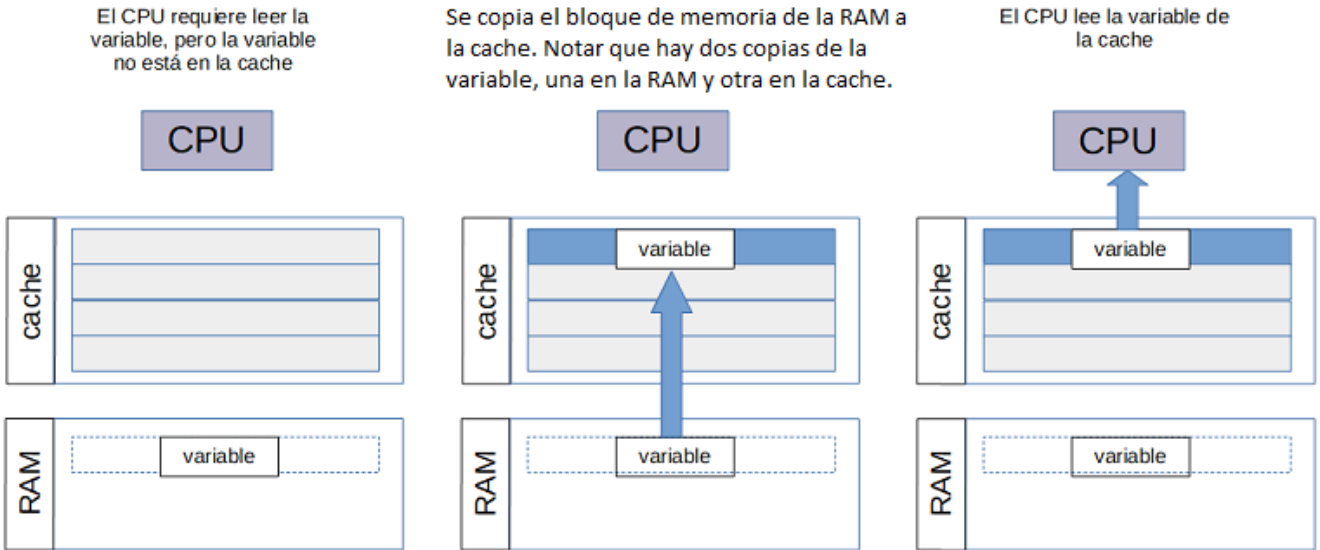 El CPU requiere leer la
variable, pero la variable
no está en la cache
CPU
cache
RAM
variable
Se copia el bloque de memoria de la RAM a
la cache. Notar que hay dos copias de la
variable, una en la RAM y otra en la cache.
CPU
cache
variable
RAM
variable
El CPU lee la variable de
la cache
CPU
cache
variable
RAM
variable